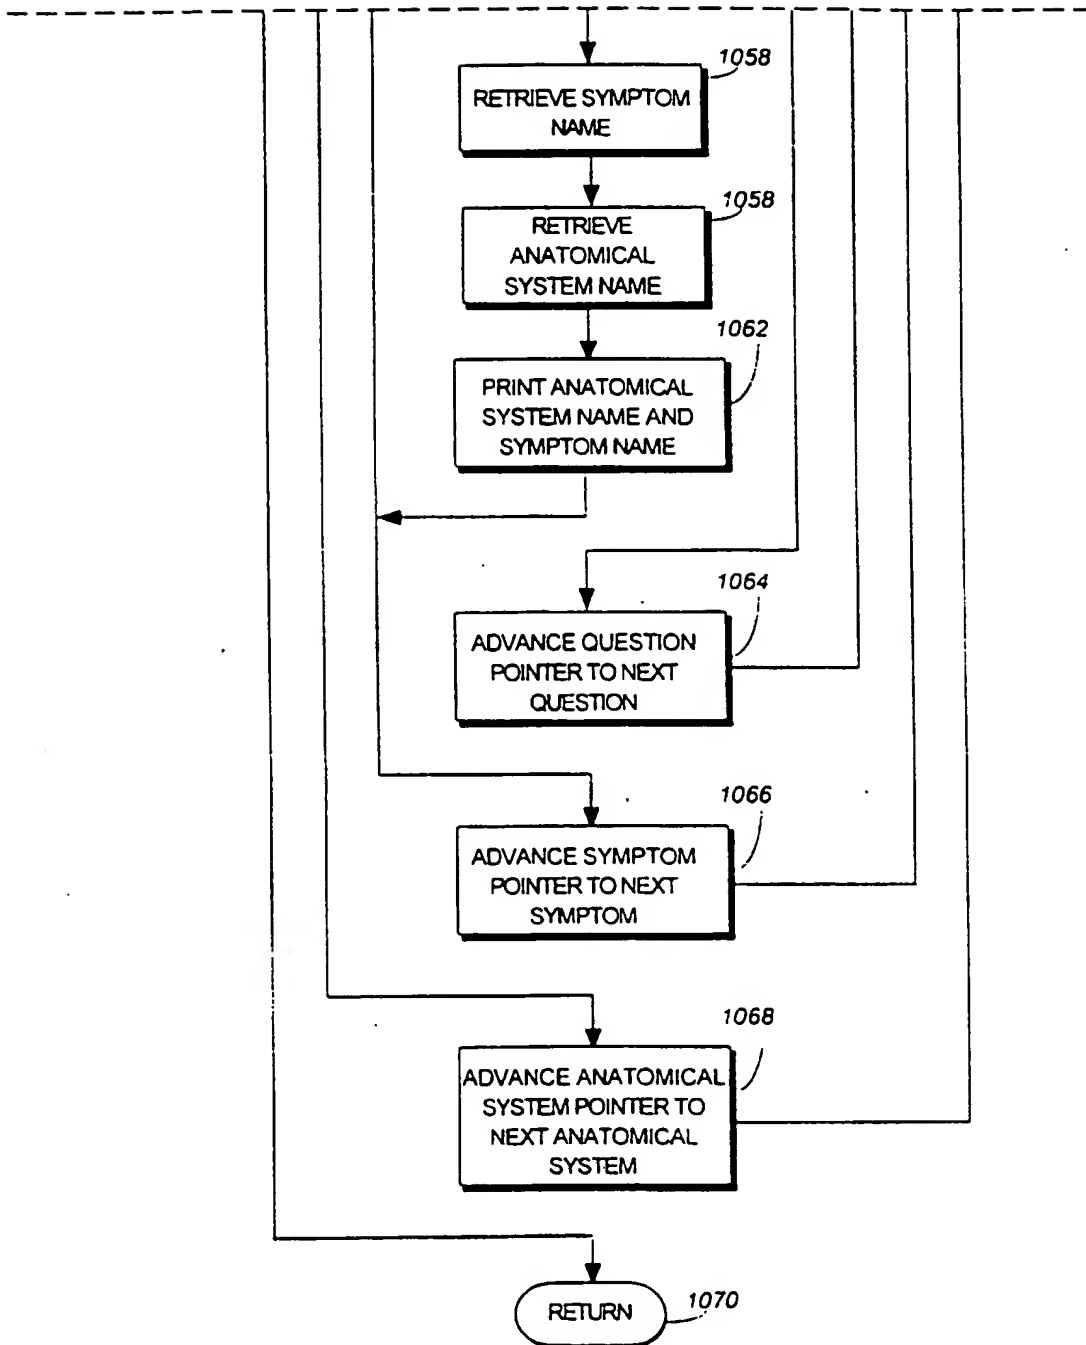 1058
RETRIEVE SYMPTOM
NAME
1058
RETRIEVE
ANATOMICAL
SYSTEM NAME
1062
PRINT ANATOMICAL
SYSTEM NAME AND
SYMPTOM NAME
1064
ADVANCE QUESTION
POINTER TO NEXT
QUESTION
1066
ADVANCE SYMPTOM
POINTER TO NEXT
SYMPTOM
1068
ADVANCE ANATOMICAL
SYSTEM POINTER TO
NEXT ANATOMICAL
SYSTEM
RETURN
1070